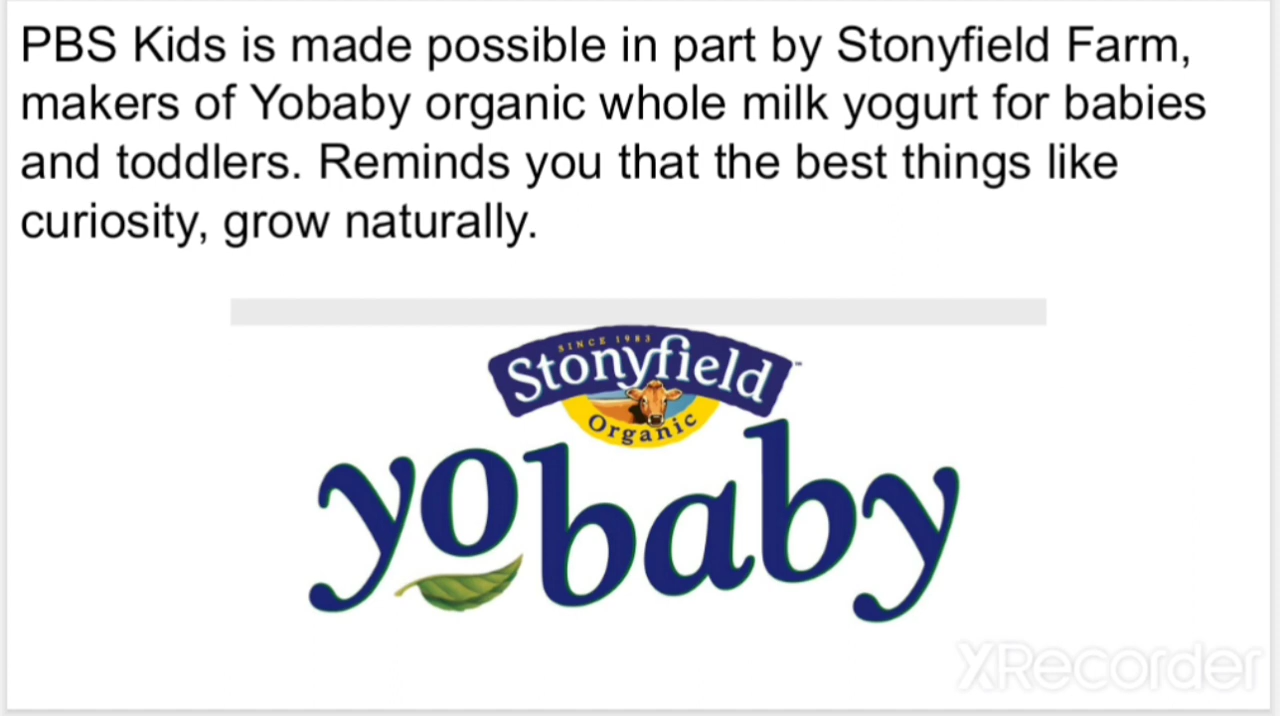 PBS Kids is made possible in part by Stonyfield Farm,
makers of Yobaby organic whole milk yogurt for babies
and toddlers. Reminds you that the best things like
curiosity, grow naturally.
SINCE 1983
Stonyfield™
Organic
yobaby
XRecorder